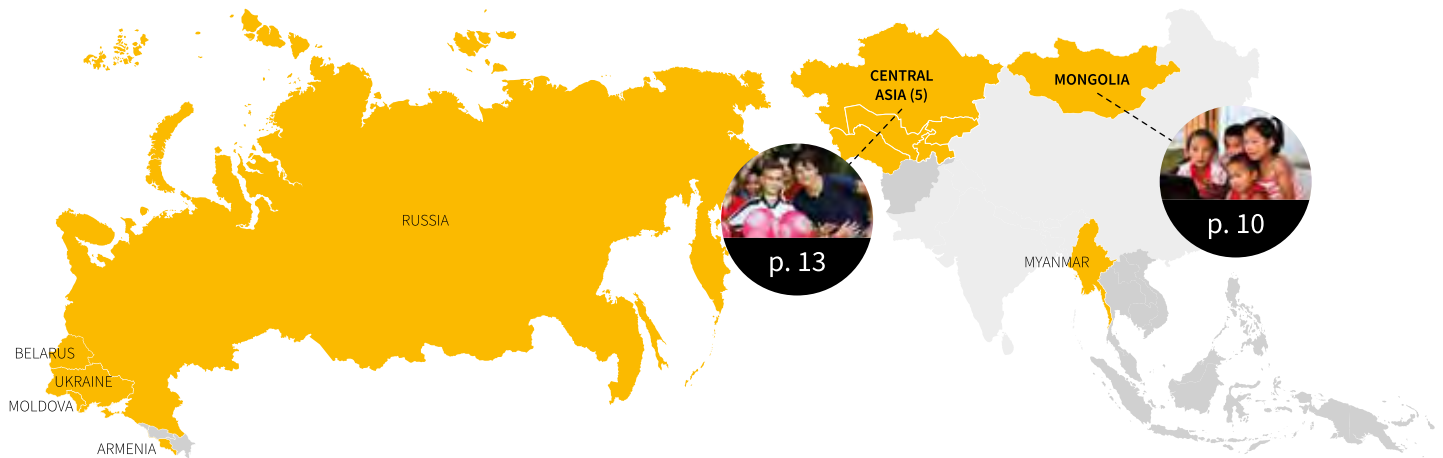 CENTRAL
ASIA (5)
MONGOLIA
RUSSIA
p. 10
p. 13
MYANMAR
BELARUS
UKRAINE
MOLDOVA
ARMENIA